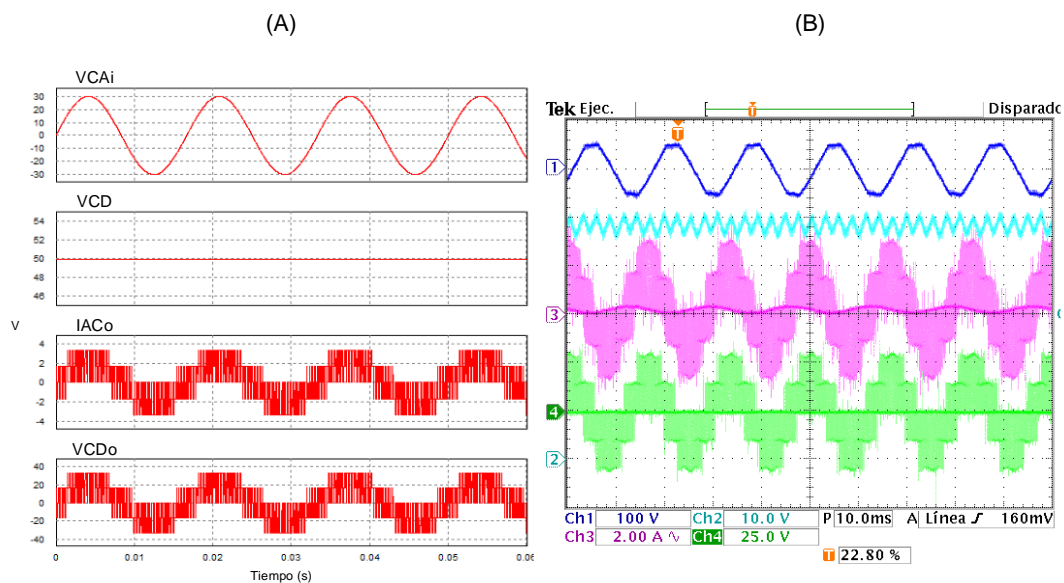 (A)
VCAi
30
20
10
0
-10
-20
-30
VCD
54
52
50
48
46
V
IACo
4
2
0
-2
-4
VCDo
40
20
0
-20
-40
0 0.01 0.02 0.03 0.04 0.05
Tiempo (s)
(B)
Tek Ejec. Disparado
T
T
1
3
4
2
Ch1 100 V Ch2 10.0 V P 10.0ms A Línea 160mV
Ch3 2.00 A Ch4 25.0 V
T 22.80 %